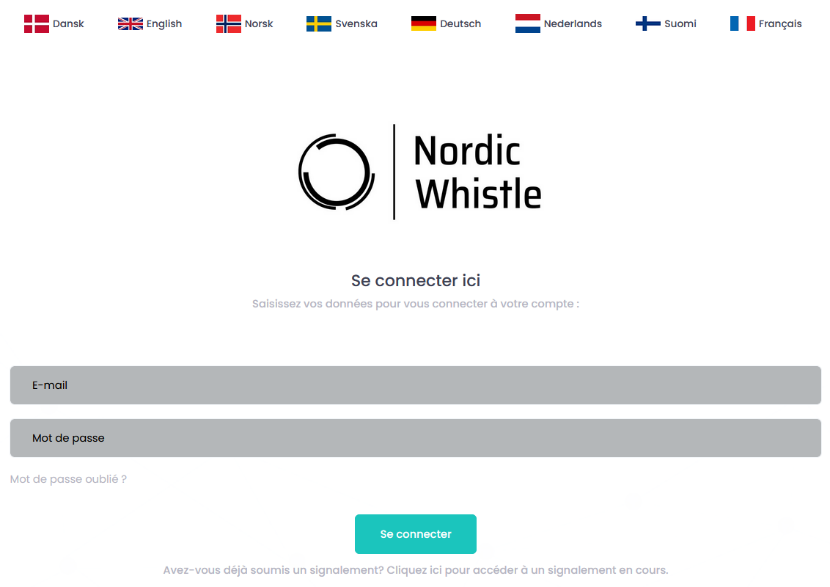 Dansk English Norsk Svenska Deutsch Nederlands Suomi Français
Nordic
Whistle
Se connecter ici
Saisissez vos données pour vous connecter à votre compte :
E-mail
Mot de passe
Mot de passe oublié ?
Se connecter
Avez-vous déjà soumis un signalement? Cliquez ici pour accéder à un signalement en cours.